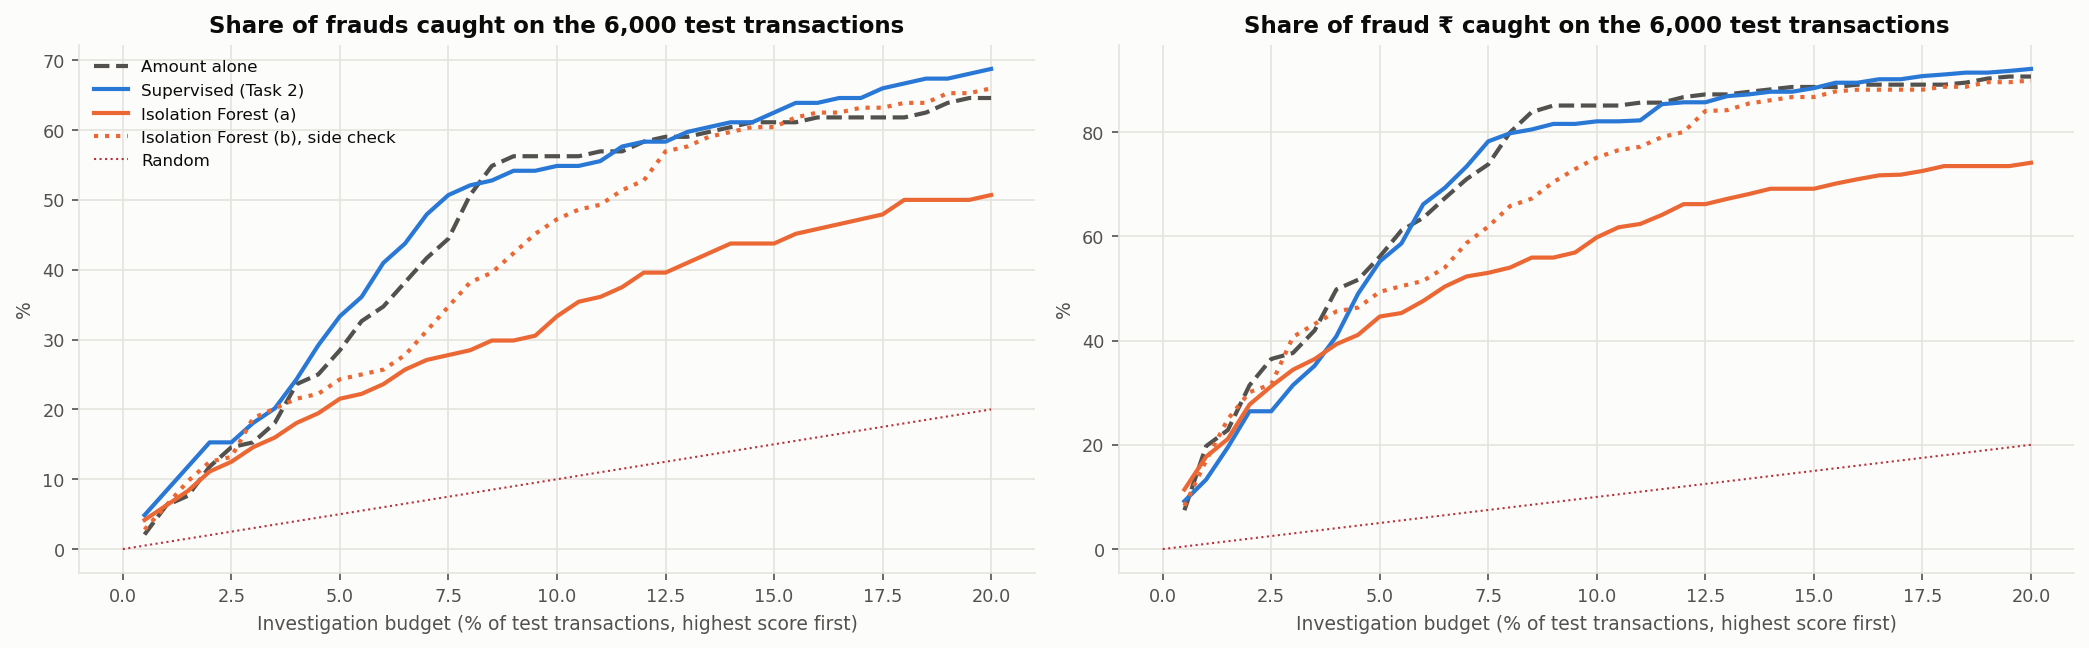 Share of frauds caught on the 6,000 test transactions
70
60
50
40
30
20
10
0
%
Amount alone
Supervised (Task 2)
Isolation Forest (a)
Isolation Forest (b), side check
Random
0.0 2.5 5.0 7.5 10.0 12.5 15.0 17.5 20.0
Investigation budget (% of test transactions, highest score first)
Share of fraud ₹ caught on the 6,000 test transactions
80
60
40
20
0
%
0.0 2.5 5.0 7.5 10.0 12.5 15.0 17.5 20.0
Investigation budget (% of test transactions, highest score first)